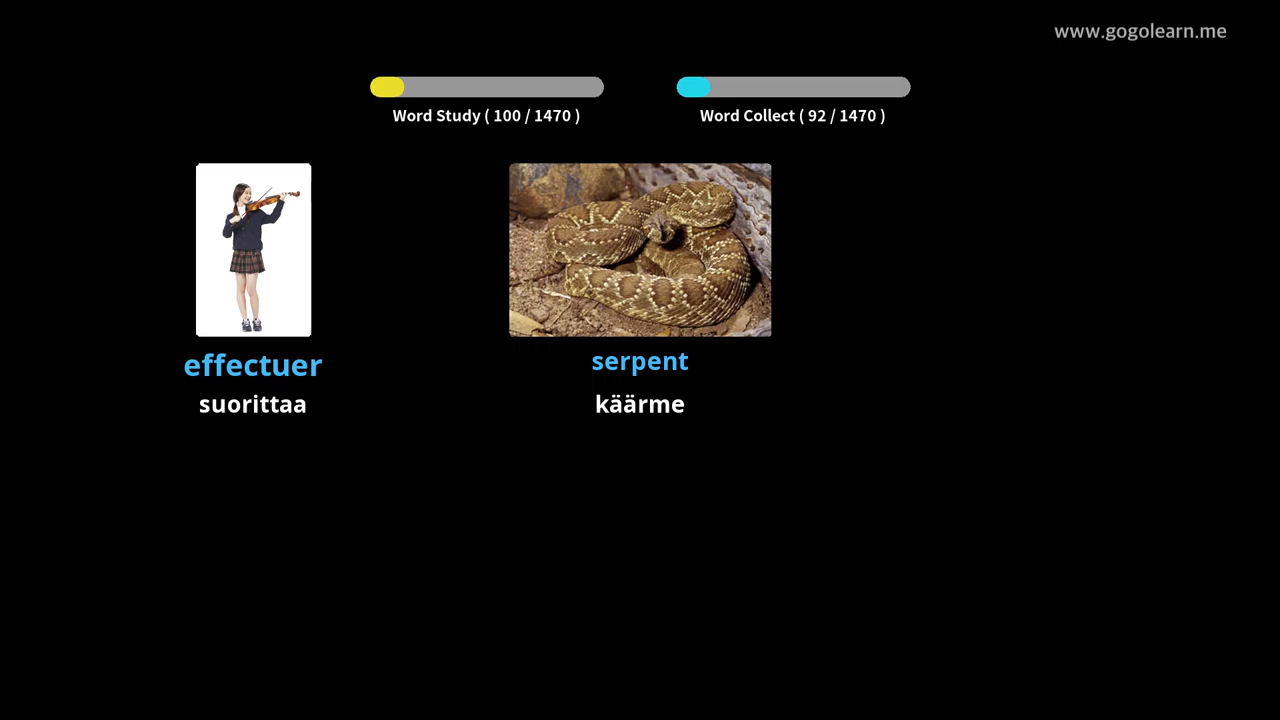 www.gogolearn.me
Word Study ( 100 / 1470 )
Word Collect ( 92 / 1470 )
effectuer
suorittaa
serpent
käärme